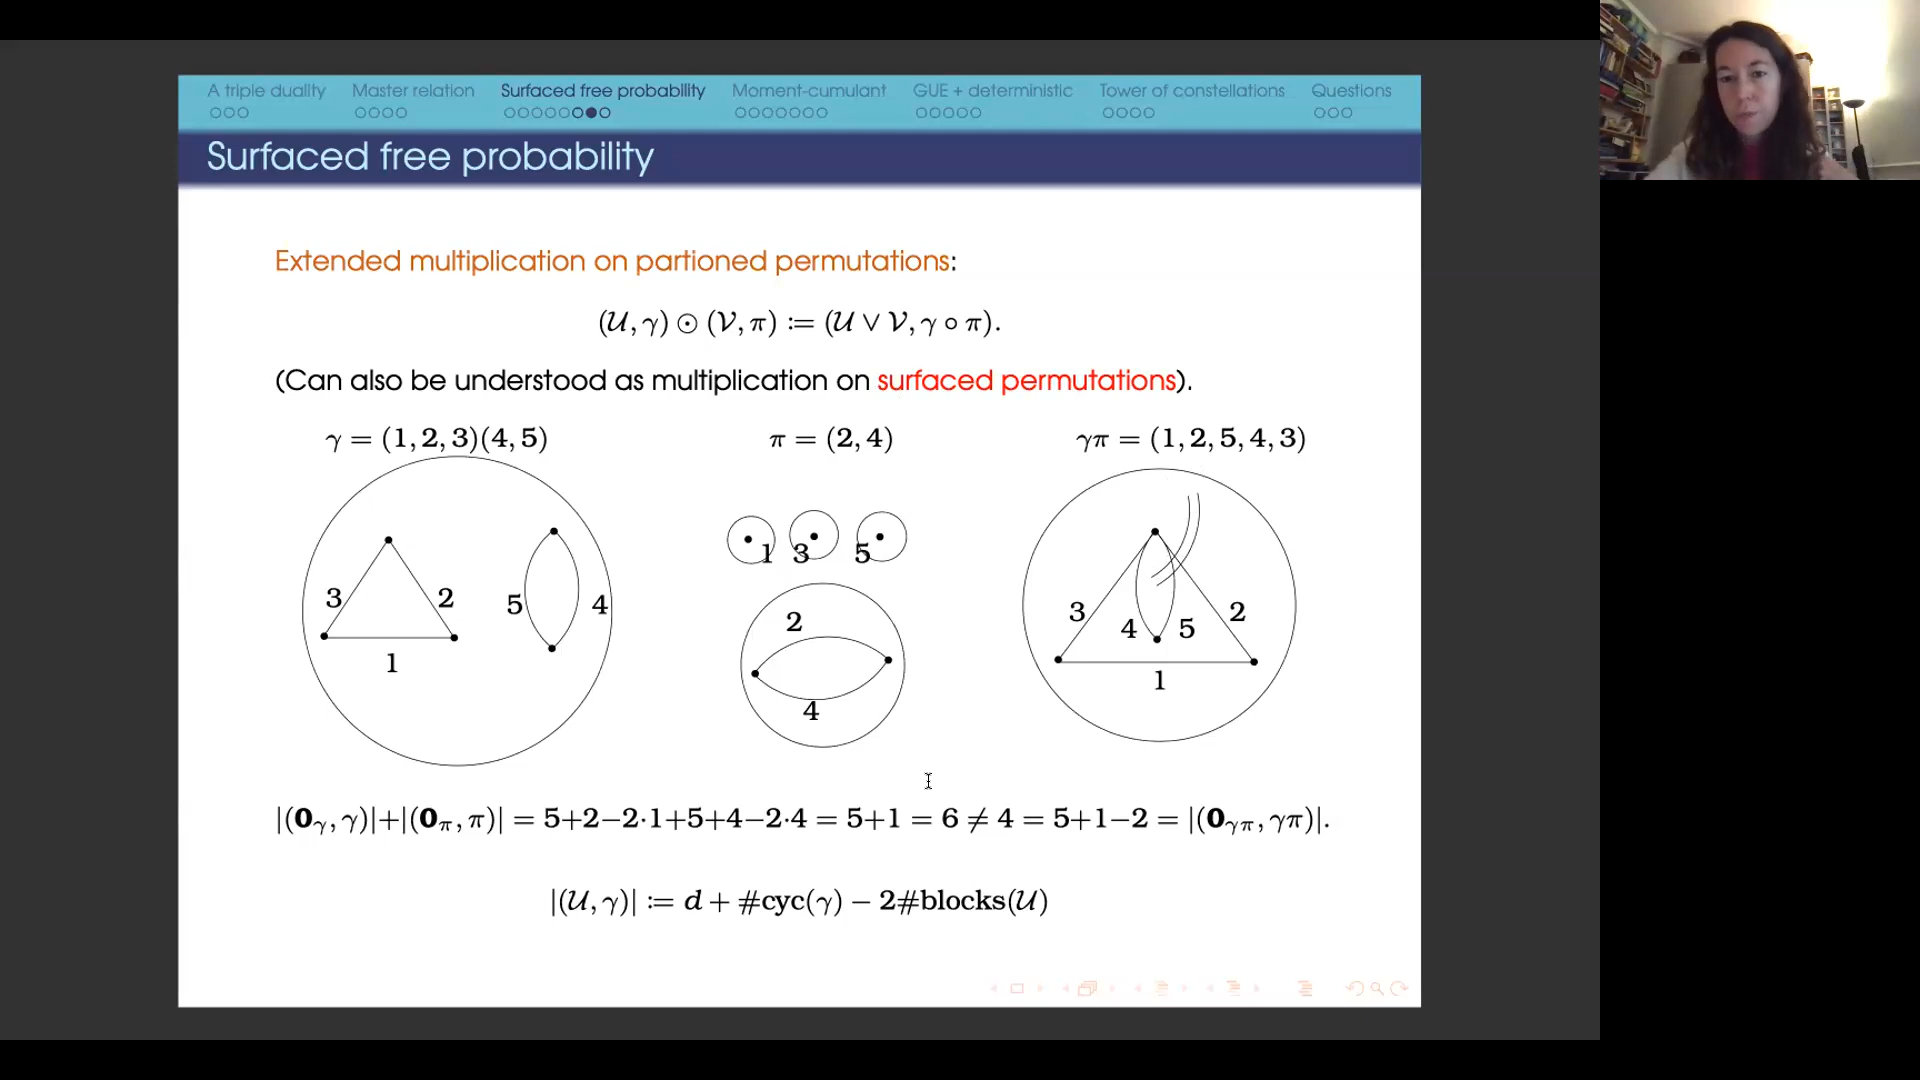 A triple duality Master relation Surfaced free probability Moment-cumulant GUE + deterministic Tower of constellations Questions
Surfaced free probability
Extended multiplication on partioned permutations:
(𝒰, γ) ⊙ (𝒱, π) ≔ (𝒰 ∨ 𝒱, γ ∘ π).
(Can also be understood as multiplication on surfaced permutations).
γ = (1, 2, 3)(4, 5) π = (2, 4) γπ = (1, 2, 5, 4, 3)
3 2 5 4
1
1 3 5
2
4
3 4 5 2
1
|(0_γ, γ)|+|(0_π, π)| = 5+2−2·1+5+4−2·4 = 5+1 = 6 ≠ 4 = 5+1−2 = |(0_γπ, γπ)|.
|(𝒰, γ)| ≔ d + #cyc(γ) − 2#blocks(𝒰)